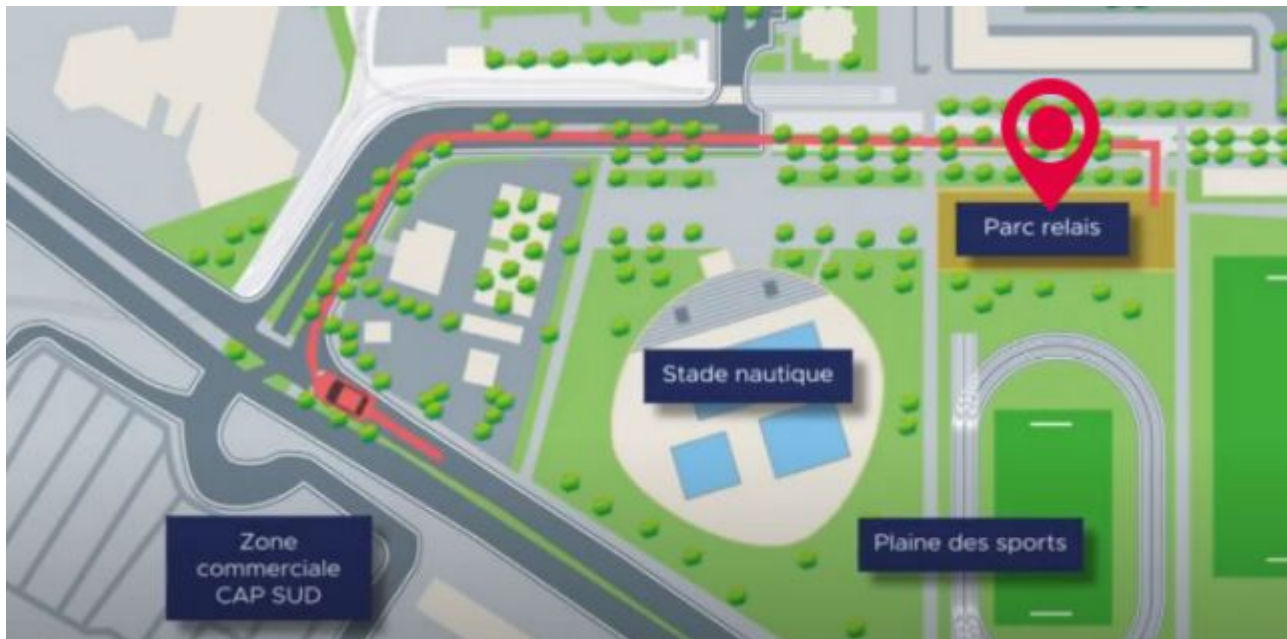 Parc relais
Stade nautique
Plaine des sports
Zone
commerciale
CAP SUD